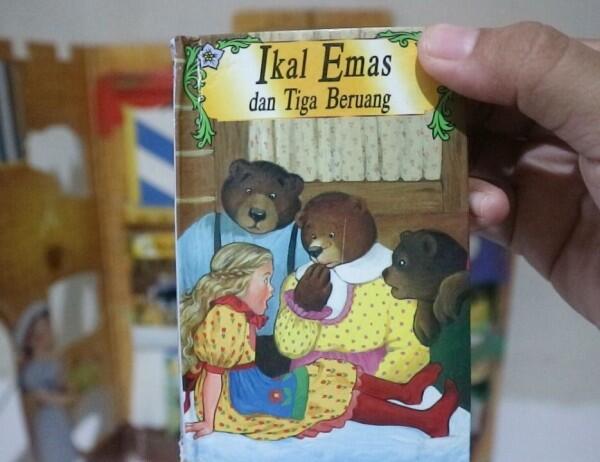 Ikal Emas
dan Tiga Beruang